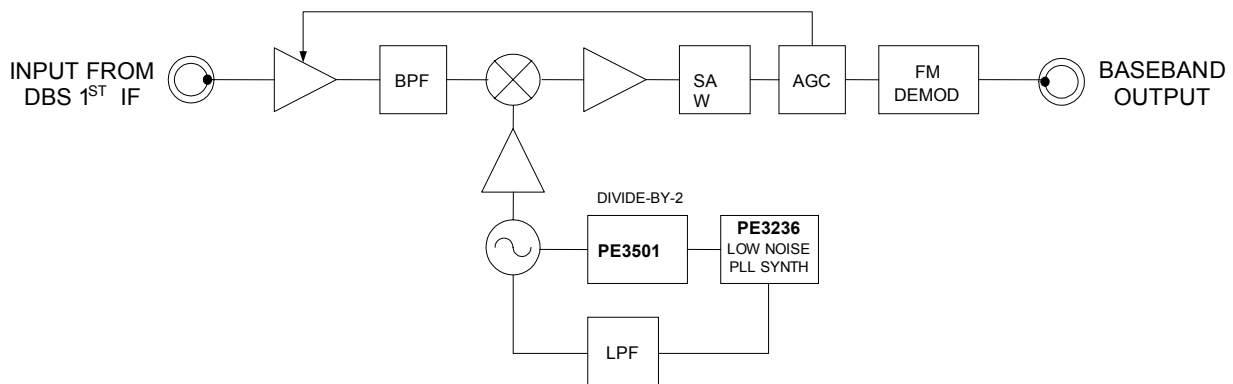 INPUT FROM
DBS 1ST IF
BPF
SA
W
AGC
FM
DEMOD
BASEBAND
OUTPUT
DIVIDE-BY-2
PE3501
PE3236
LOW NOISE
PLL SYNTH
LPF